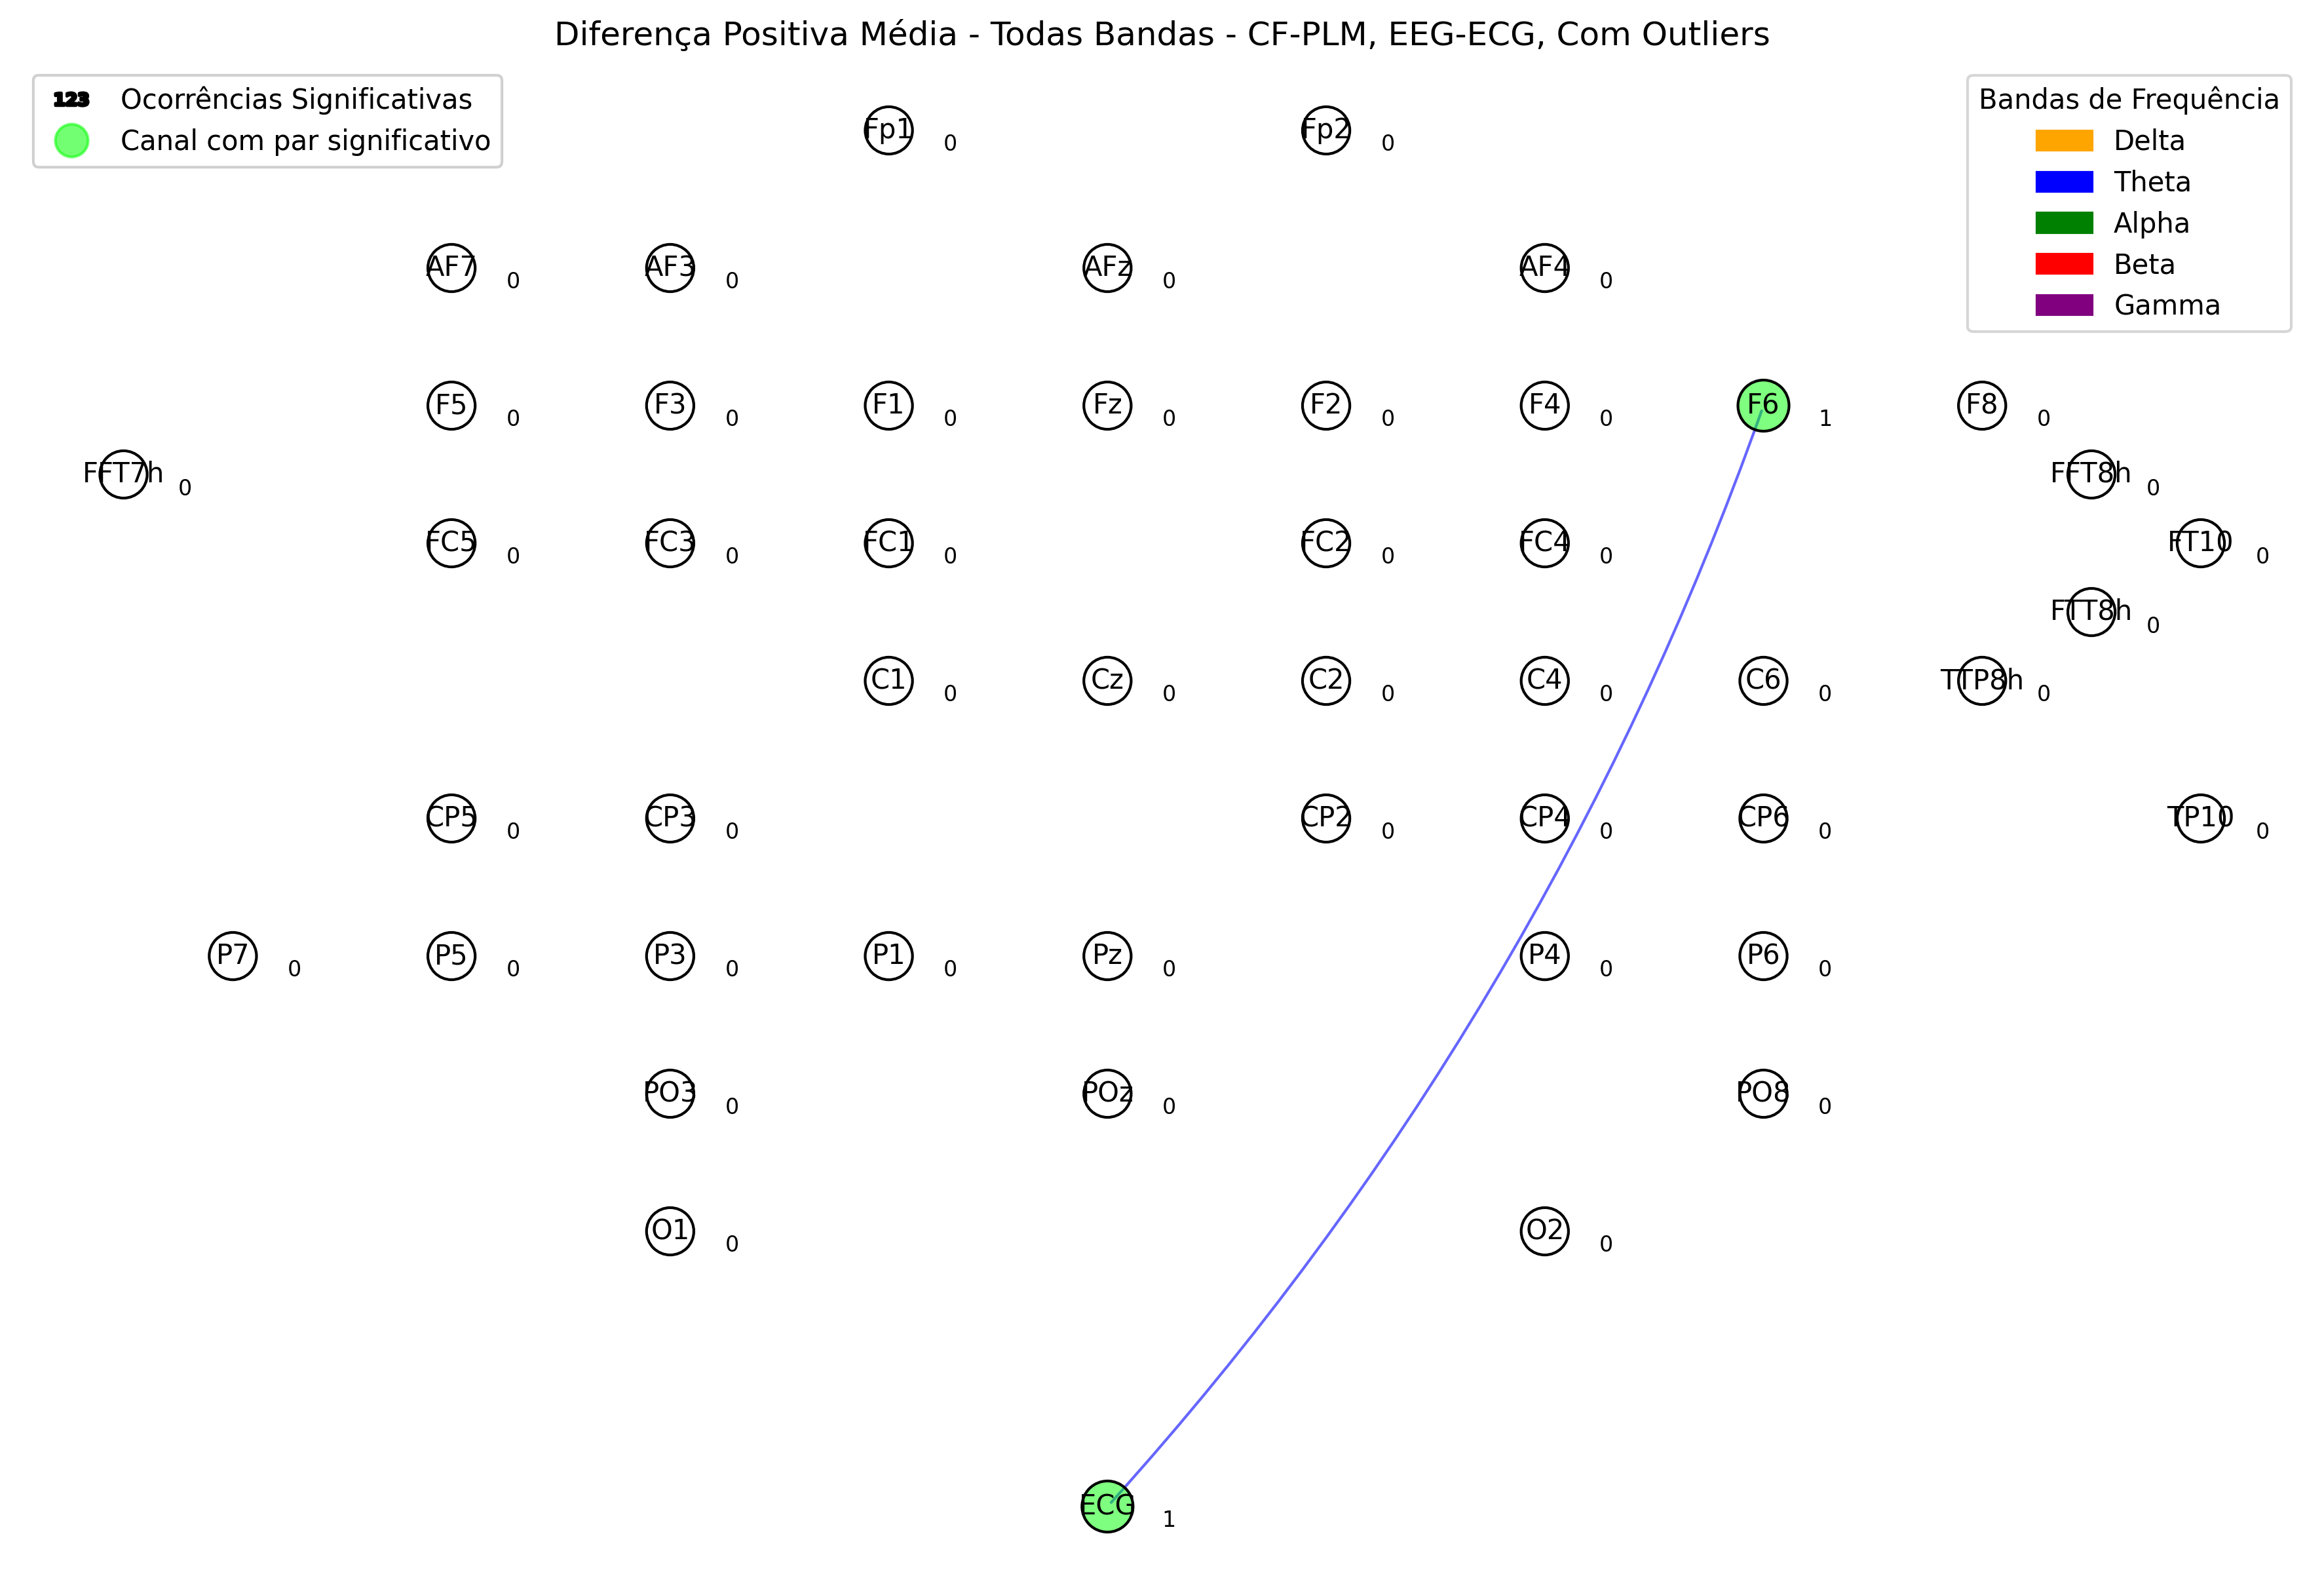 Diferença Positiva Média - Todas Bandas - CF-PLM, EEG-ECG, Com Outliers
123 Ocorrências Significativas
Canal com par significativo
Bandas de Frequência
Delta
Theta
Alpha
Beta
Gamma
Fp1 0 Fp2 0
AF7 0 AF3 0 AFz 0 AF4 0
F5 0 F3 0 F1 0 Fz 0 F2 0 F4 0 F6 1 F8 0
FFT7h 0 FFT8h 0
FC5 0 FC3 0 FC1 0 FC2 0 FC4 0 FT10 0
FTT8h 0
C1 0 Cz 0 C2 0 C4 0 C6 0 TTP8h 0
CP5 0 CP3 0 CP2 0 CP4 0 CP6 0 TP10 0
P7 0 P5 0 P3 0 P1 0 Pz 0 P4 0 P6 0
PO3 0 POz 0 PO8 0
O1 0 O2 0
ECG 1